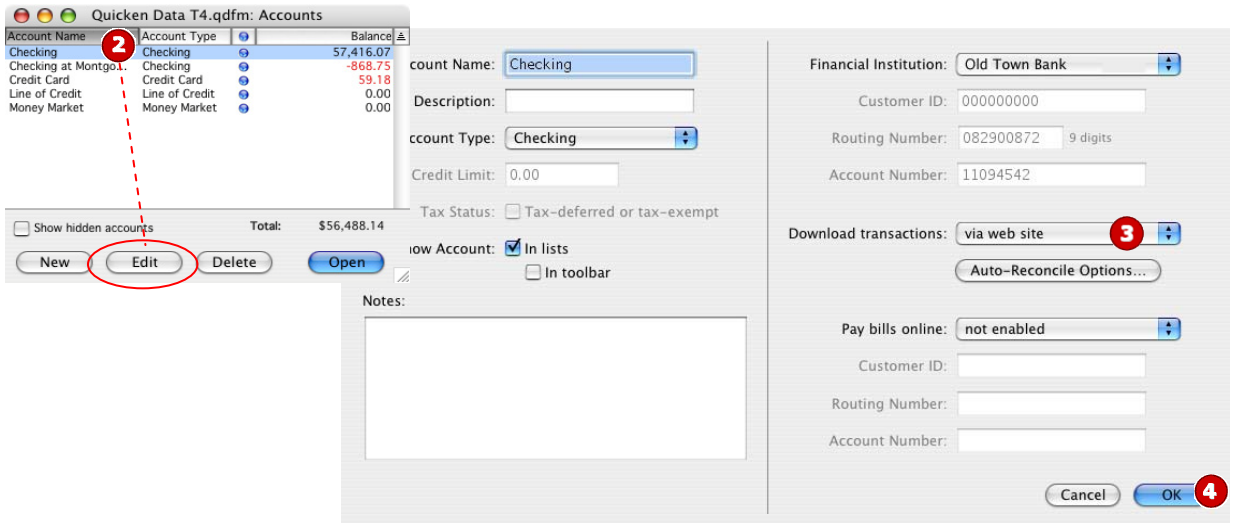 Quicken Data T4.qdfm: Accounts
Account Name Account Type Balance
Checking Checking 57,416.07
Checking at Montgo... Checking -868.75
Credit Card Credit Card 59.18
Line of Credit Line of Credit 0.00
Money Market Money Market 0.00
2
Show hidden accounts Total: $56,488.14
New Edit Delete Open
ccount Name: Checking
Description:
ccount Type: Checking
Credit Limit: 0.00
Tax Status: Tax-deferred or tax-exempt
how Account: In lists
In toolbar
Notes:
Financial Institution: Old Town Bank
Customer ID: 000000000
Routing Number: 082900872 9 digits
Account Number: 11094542
Download transactions: via web site 3
Auto-Reconcile Options...
Pay bills online: not enabled
Customer ID:
Routing Number:
Account Number:
Cancel OK 4